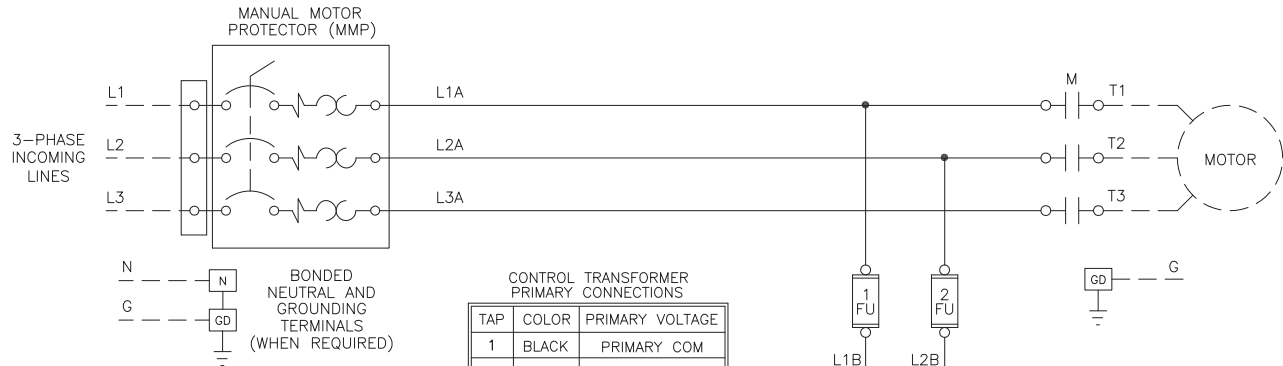 MANUAL MOTOR
PROTECTOR (MMP)
L1
L1A
M
T1
3-PHASE
INCOMING
LINES
L2
L2A
T2
MOTOR
L3
L3A
T3
N
N
G
GD
BONDED
NEUTRAL AND
GROUNDING
TERMINALS
(WHEN REQUIRED)
CONTROL TRANSFORMER
PRIMARY CONNECTIONS
TAP COLOR PRIMARY VOLTAGE
1 BLACK PRIMARY COM
1
FU
2
FU
L1B
L2B
GD
G